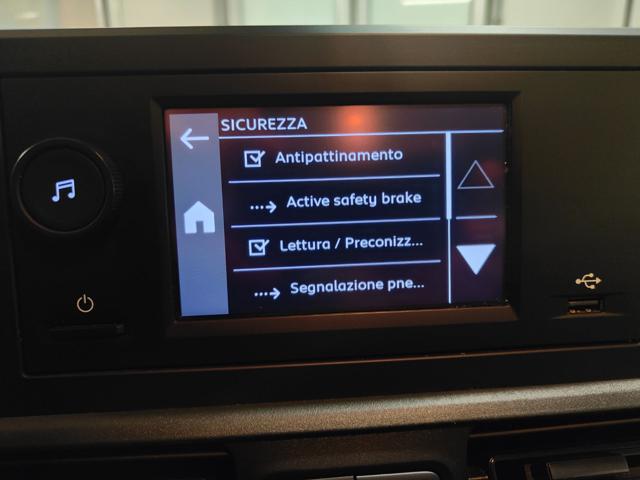 SICUREZZA
Antipattinamento
Active safety brake
Lettura / Preconizz...
Segnalazione pne...